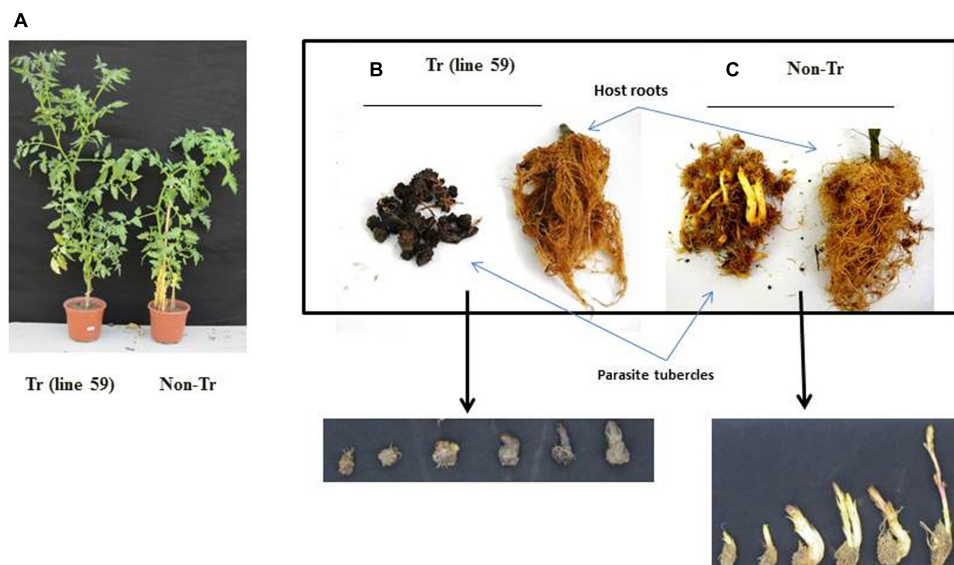 A
Tr (line 59)
Non-Tr
B
Tr (line 59)
C
Non-Tr
Host roots
Parasite tubercles